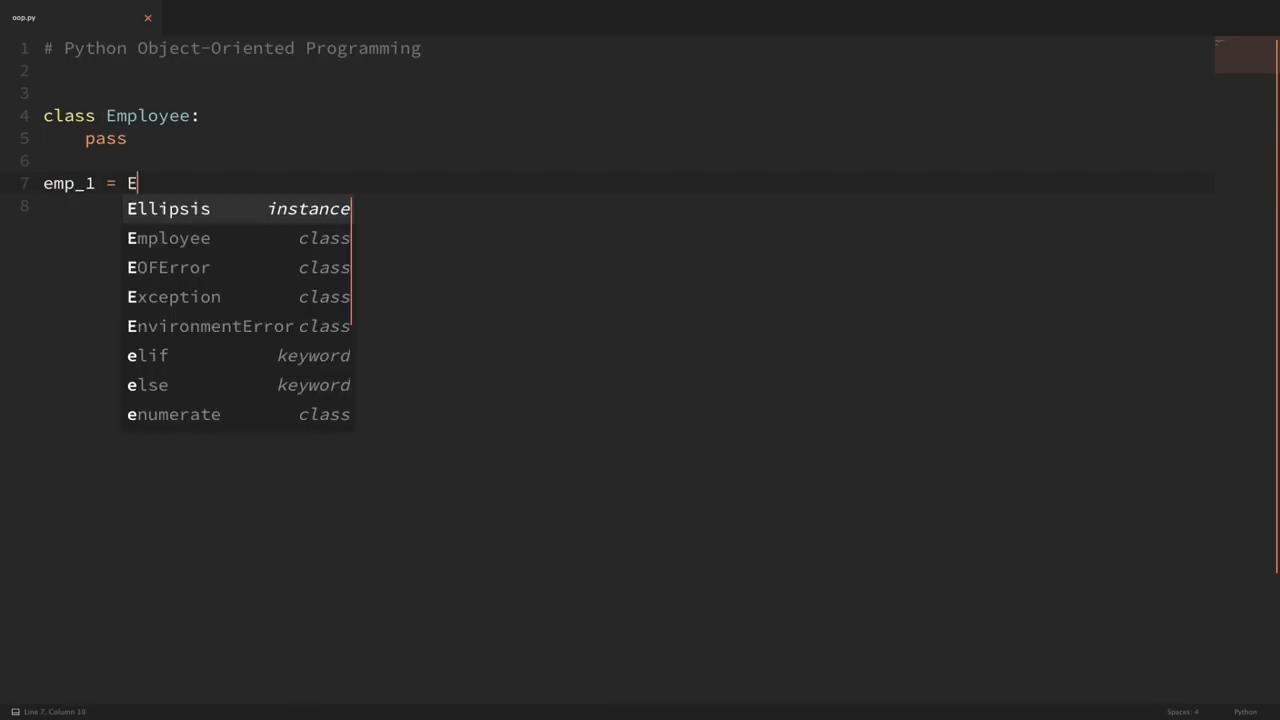 oop.py ×
1 # Python Object-Oriented Programming
2
3
4 class Employee:
5     pass
6
7 emp_1 = E
Ellipsis instance
8
Employee class
EOFError class
Exception class
EnvironmentError class
elif keyword
else keyword
enumerate class
Line 7, Column 10 Spaces: 4 Python